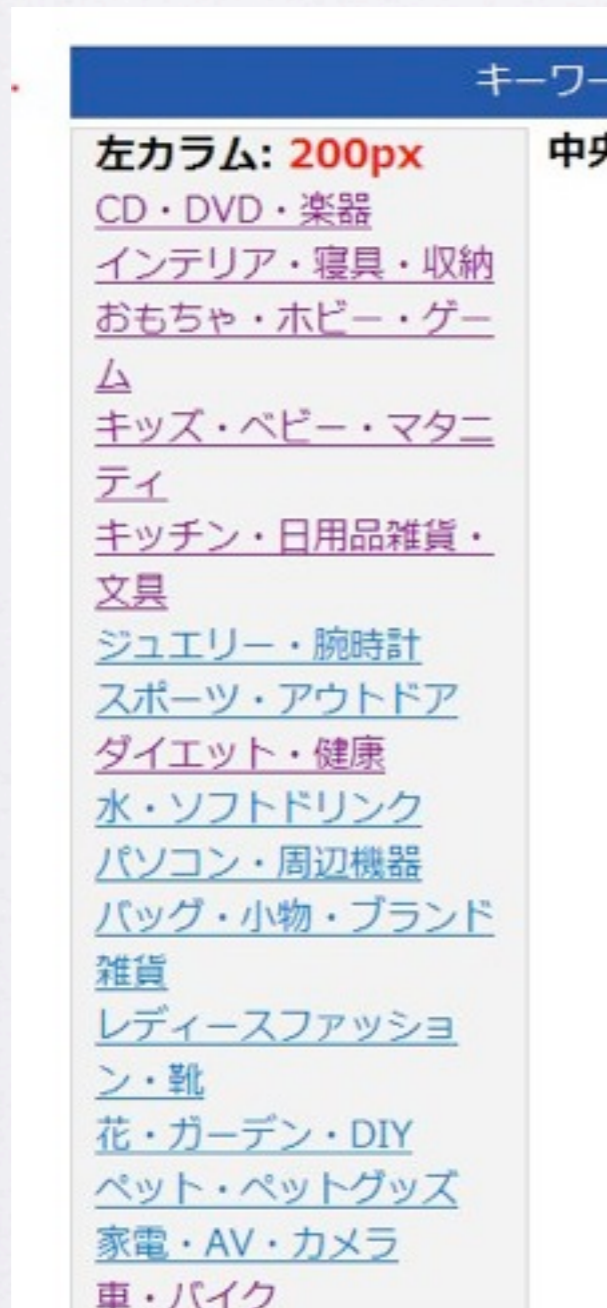 キーワー
左カラム: 200px
中央
CD・DVD・楽器
インテリア・寝具・収納
おもちゃ・ホビー・ゲー
ム
キッズ・ベビー・マタニ
ティ
キッチン・日用品雑貨・
文具
ジュエリー・腕時計
スポーツ・アウトドア
ダイエット・健康
水・ソフトドリンク
パソコン・周辺機器
バッグ・小物・ブランド
雑貨
レディースファッショ
ン・靴
花・ガーデン・DIY
ペット・ペットグッズ
家電・AV・カメラ
車・バイク